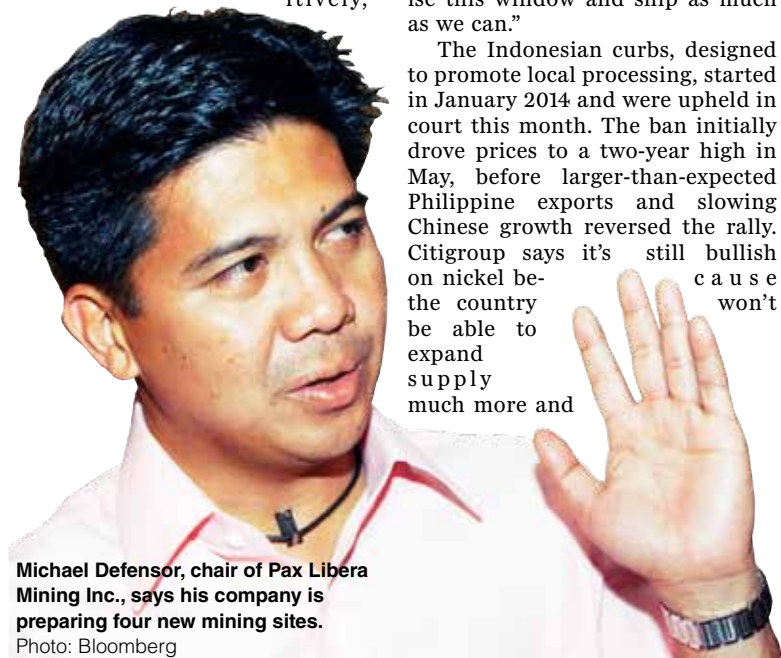 itively,
ise this window and ship as much
as we can.”
The Indonesian curbs, designed
to promote local processing, started
in January 2014 and were upheld in
court this month. The ban initially
drove prices to a two-year high in
May, before larger-than-expected
Philippine exports and slowing
Chinese growth reversed the rally.
Citigroup says it's still bullish
on nickel be- cause
the country won't
be able to
expand
supply
much more and
Michael Defensor, chair of Pax Libera
Mining Inc., says his company is
preparing four new mining sites.
Photo: Bloomberg